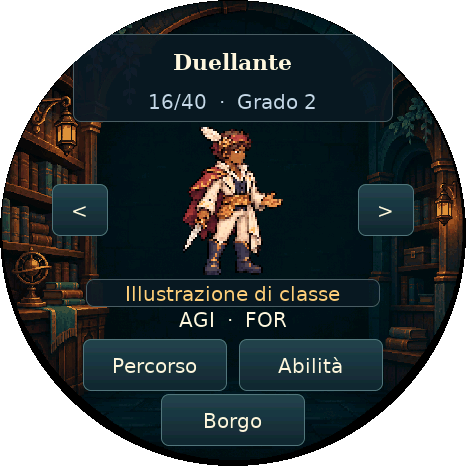 Duellante
16/40 · Grado 2
< >
Illustrazione di classe
AGI · FOR
Percorso Abilità
Borgo